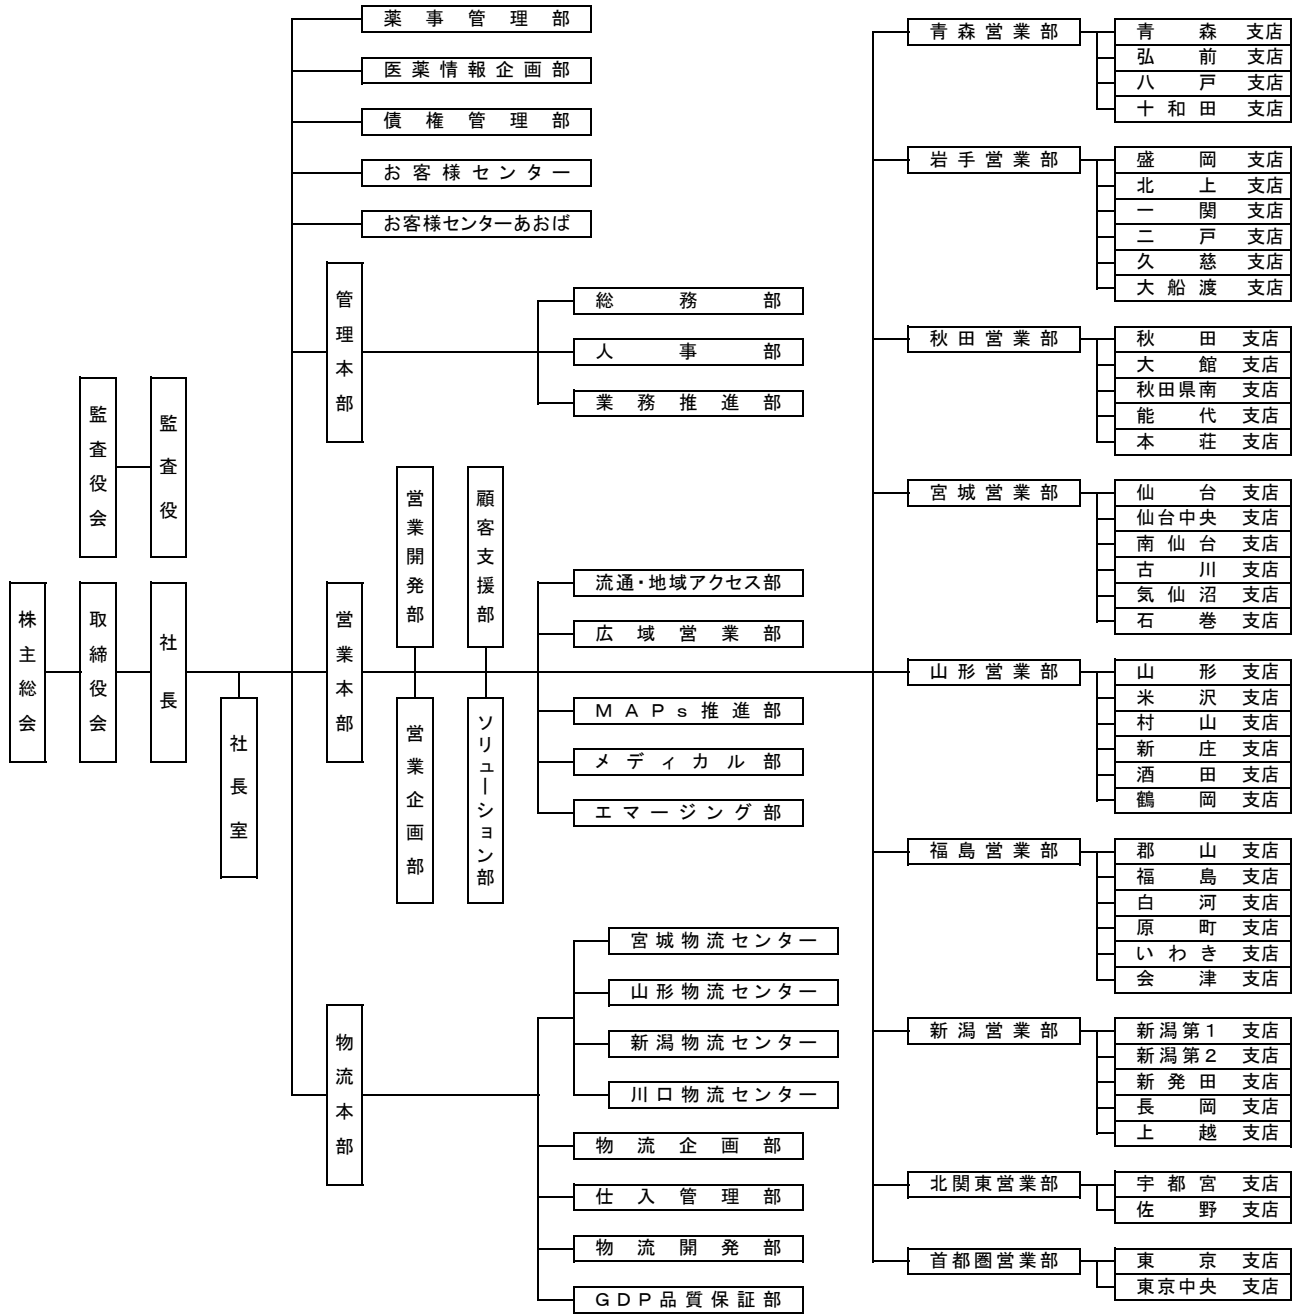 株主総会
取締役会
監査役会
監査役
社長
社長室
薬事管理部
医薬情報企画部
債権管理部
お客様センター
お客様センターあおば
管理本部
総務部
人事部
業務推進部
営業本部
営業開発部
営業企画部
顧客支援部
ソリューション部
流通・地域アクセス部
広域営業部
MAPs推進部
メディカル部
エマージング部
物流本部
宮城物流センター
山形物流センター
新潟物流センター
川口物流センター
物流企画部
仕入管理部
物流開発部
GDP品質保証部
青森営業部
青森支店
弘前支店
八戸支店
十和田支店
岩手営業部
盛岡支店
北上支店
一関支店
二戸支店
久慈支店
大船渡支店
秋田営業部
秋田支店
大館支店
秋田県南支店
能代支店
本荘支店
宮城営業部
仙台支店
仙台中央支店
南仙台支店
古川支店
気仙沼支店
石巻支店
山形営業部
山形支店
米沢支店
村山支店
新庄支店
酒田支店
鶴岡支店
福島営業部
郡山支店
福島支店
白河支店
原町支店
いわき支店
会津支店
新潟営業部
新潟第1支店
新潟第2支店
新発田支店
長岡支店
上越支店
北関東営業部
宇都宮支店
佐野支店
首都圏営業部
東京支店
東京中央支店